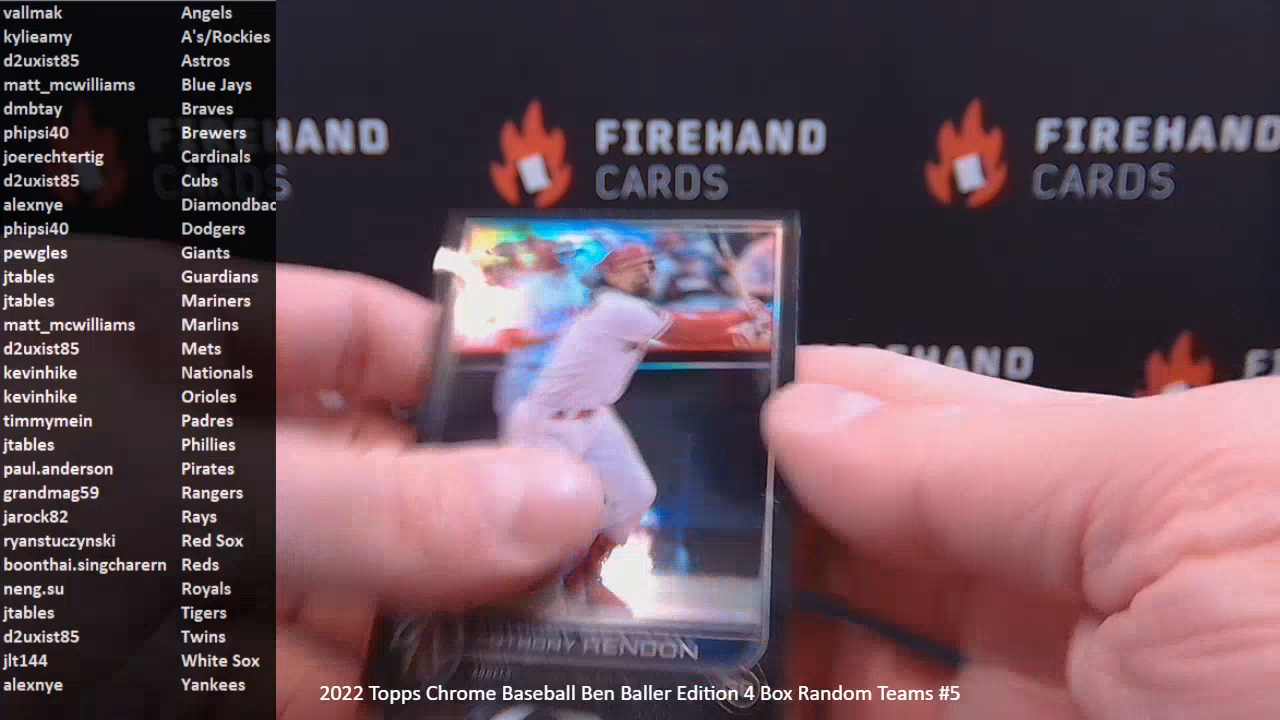 vallmak Angels
kylieamy A's/Rockies
d2uxist85 Astros
matt_mcwilliams Blue Jays
dmbtay Braves
phipsi40 Brewers
joerechtertig Cardinals
d2uxist85 Cubs
alexnye Diamondbac
phipsi40 Dodgers
pewgles Giants
jtables Guardians
jtables Mariners
matt_mcwilliams Marlins
d2uxist85 Mets
kevinhike Nationals
kevinhike Orioles
timmymein Padres
jtables Phillies
paul.anderson Pirates
grandmag59 Rangers
jarock82 Rays
ryanstuczynski Red Sox
boonthai.singcharern Reds
neng.su Royals
jtables Tigers
d2uxist85 Twins
jlt144 White Sox
alexnye Yankees
FIREHAND
CARDS
FIREHAND
CARDS
FIREHAND
CARDS
HAND
RENDON
ANGELS
2022 Topps Chrome Baseball Ben Baller Edition 4 Box Random Teams #5